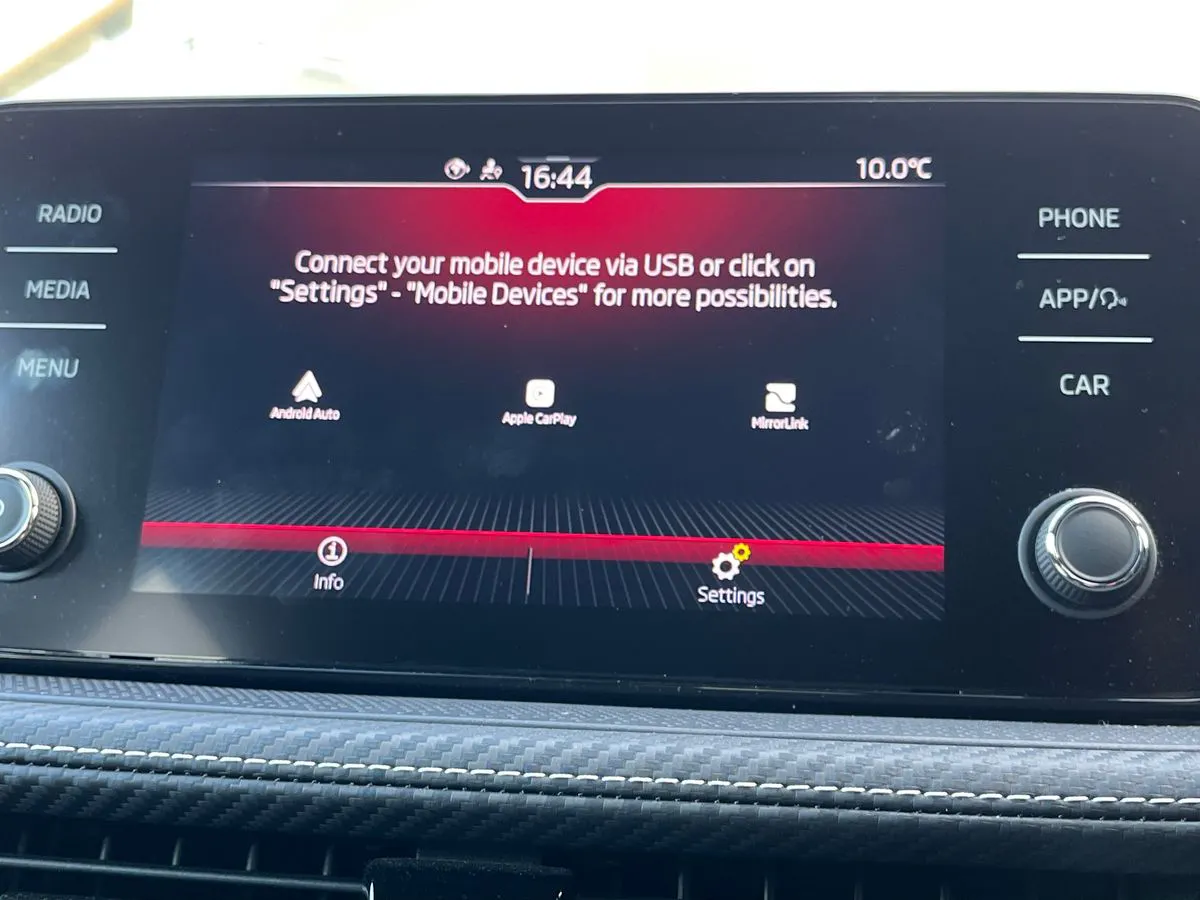 16:44
10.0°C
RADIO
MEDIA
MENU
Connect your mobile device via USB or click on
"Settings" - "Mobile Devices" for more possibilities.
Android Auto
Apple CarPlay
MirrorLink
Info
Settings
PHONE
APP/
CAR